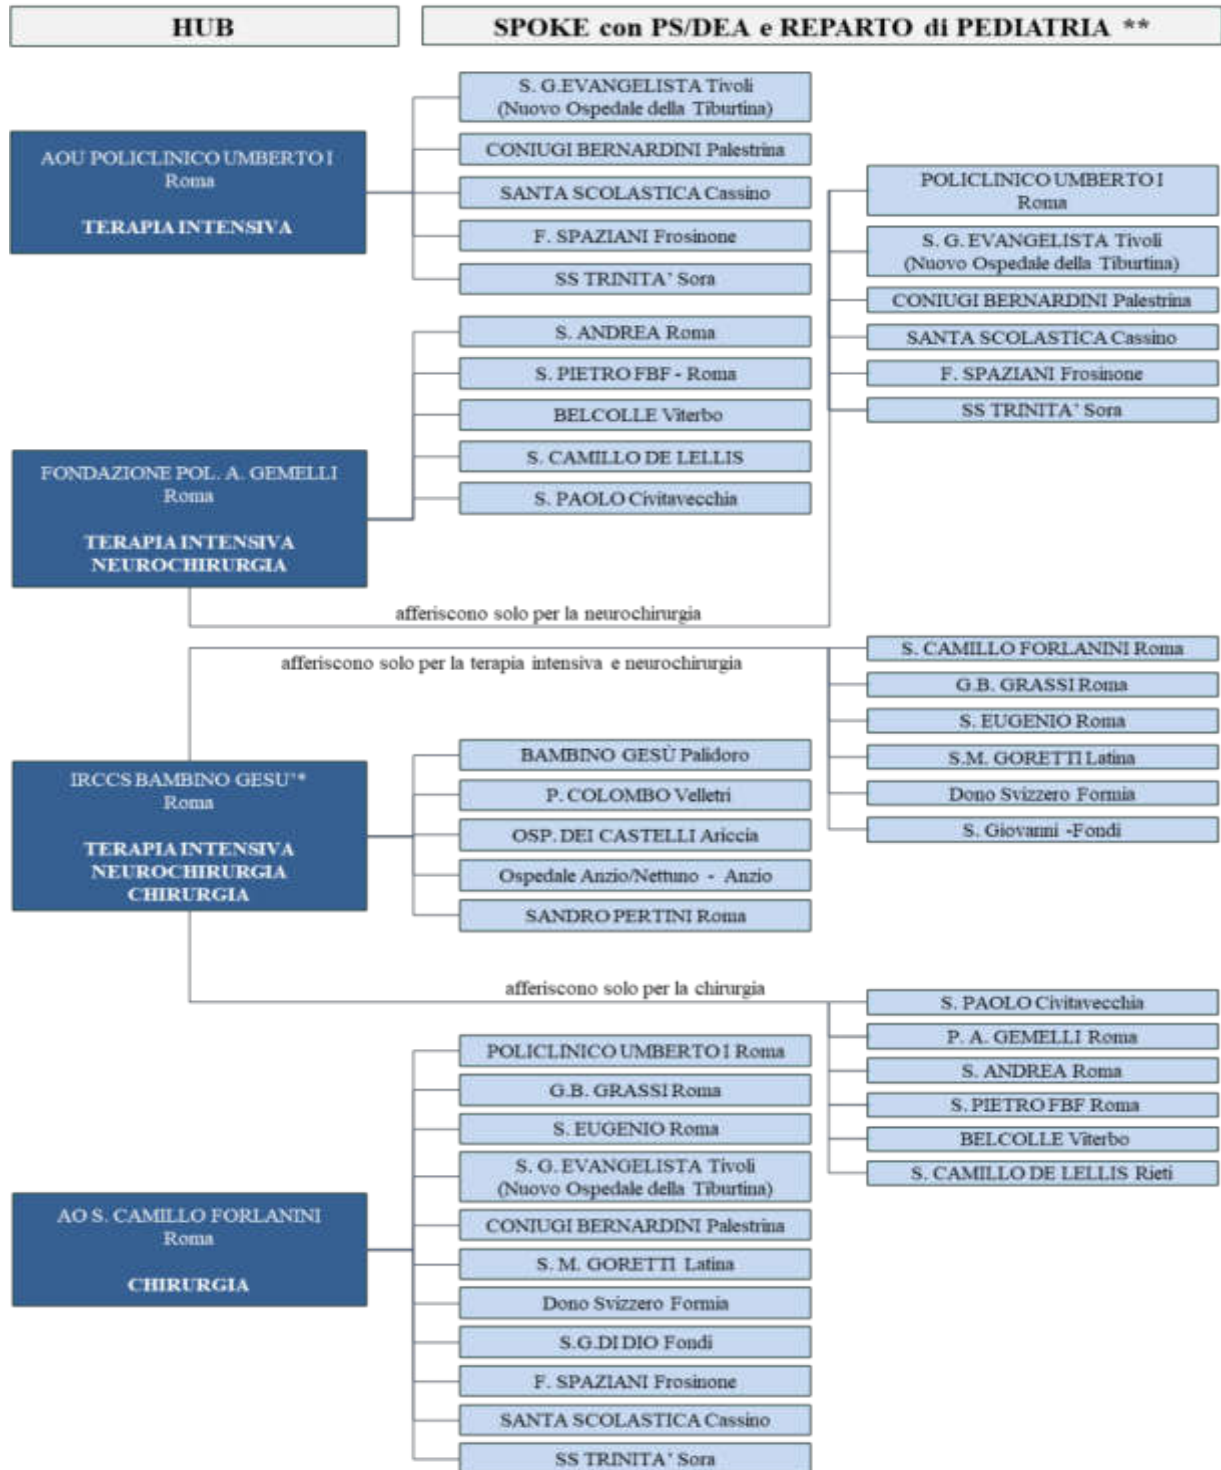 HUB
SPOKE con PS/DEA e REPARTO di PEDIATRIA **
AOU POLICLINICO UMBERTO I
Roma
TERAPIA INTENSIVA
S. G.EVANGELISTA Tivoli
(Nuovo Ospedale della Tiburtina)
CONIUGI BERNARDINI Palestrina
SANTA SCOLASTICA Cassino
F. SPAZIANI Frosinone
SS TRINITA' Sora
FONDAZIONE POL. A. GEMELLI
Roma
TERAPIA INTENSIVA
NEUROCHIRURGIA
S. ANDREA Roma
S. PIETRO FBF - Roma
BELCOLLE Viterbo
S. CAMILLO DE LELLIS
S. PAOLO Civitavecchia
afferiscono solo per la neurochirurgia
POLICLINICO UMBERTO I
Roma
S. G. EVANGELISTA Tivoli
(Nuovo Ospedale della Tiburtina)
CONIUGI BERNARDINI Palestrina
SANTA SCOLASTICA Cassino
F. SPAZIANI Frosinone
SS TRINITA' Sora
afferiscono solo per la terapia intensiva e neurochirurgia
S. CAMILLO FORLANINI Roma
G.B. GRASSI Roma
S. EUGENIO Roma
S.M. GORETTI Latina
Dono Svizzero Formia
S. Giovanni -Fondi
IRCCS BAMBINO GESU'*
Roma
TERAPIA INTENSIVA
NEUROCHIRURGIA
CHIRURGIA
BAMBINO GESÙ Palidoro
P. COLOMBO Velletri
OSP. DEI CASTELLI Ariccia
Ospedale Anzio/Nettuno - Anzio
SANDRO PERTINI Roma
afferiscono solo per la chirurgia
S. PAOLO Civitavecchia
P. A. GEMELLI Roma
S. ANDREA Roma
S. PIETRO FBF Roma
BELCOLLE Viterbo
S. CAMILLO DE LELLIS Rieti
AO S. CAMILLO FORLANINI
Roma
CHIRURGIA
POLICLINICO UMBERTO I Roma
G.B. GRASSI Roma
S. EUGENIO Roma
S. G. EVANGELISTA Tivoli
(Nuovo Ospedale della Tiburtina)
CONIUGI BERNARDINI Palestrina
S. M. GORETTI Latina
Dono Svizzero Formia
S.G.DI DIO Fondi
F. SPAZIANI Frosinone
SANTA SCOLASTICA Cassino
SS TRINITA' Sora